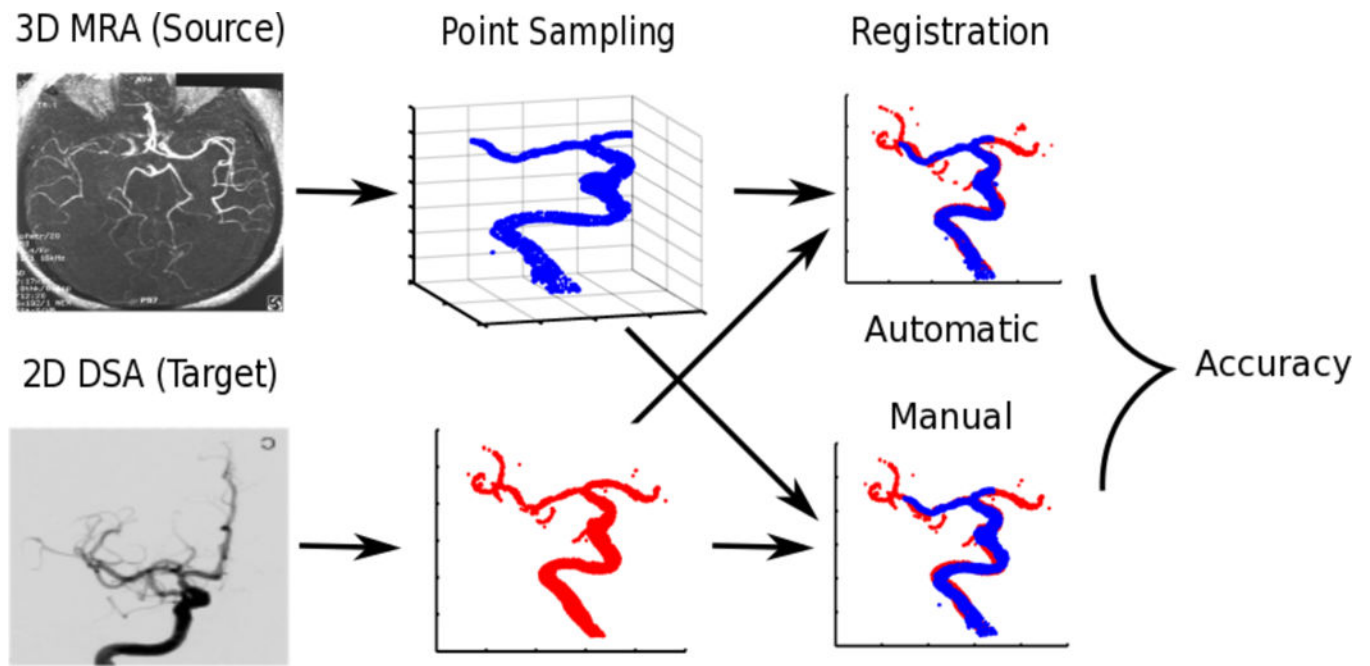 3D MRA (Source)
Point Sampling
Registration
Automatic
Accuracy
2D DSA (Target)
Manual